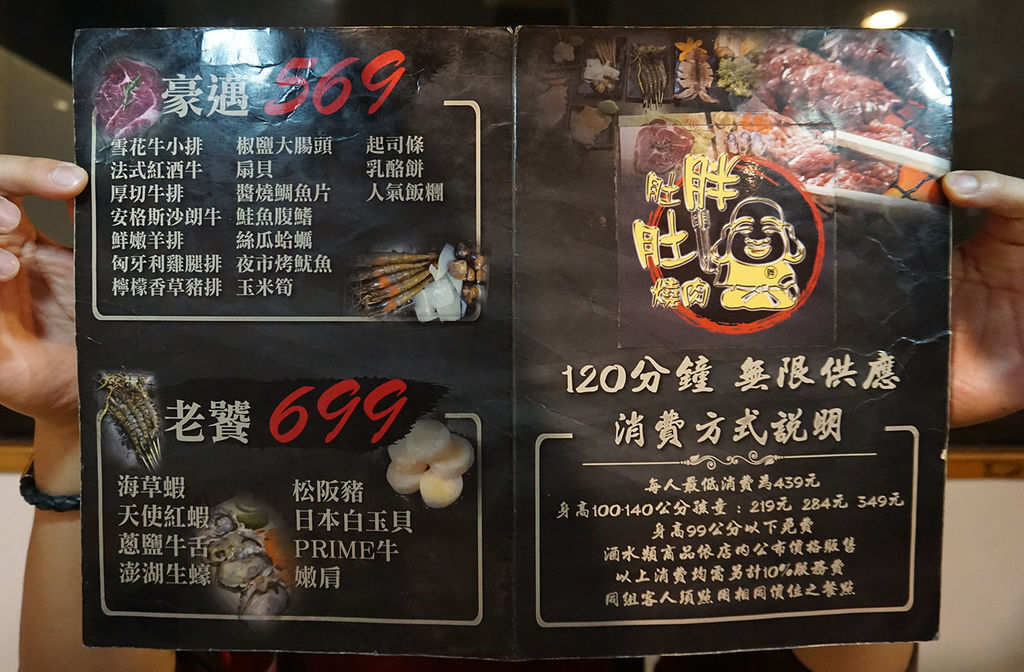 豪邁 569
雪花牛小排
法式紅酒牛
厚切牛排
安格斯沙朗牛
鮮嫩羊排
匈牙利雞腿排
檸檬香草豬排
椒鹽大腸頭
扇貝
醬燒鯛魚片
鮭魚腹鰭
絲瓜蛤蠣
夜市烤魷魚
玉米筍
起司條
乳酪餅
人氣飯糰
老饕 699
海草蝦
天使紅蝦
蔥鹽牛舌
澎湖生蠔
松阪豬
日本白玉貝
PRIME牛
嫩肩
胖
肚
肚
燒肉
120分鐘 無限供應
消費方式說明
每人最低消費為439元
身高100-140公分孩童：219元 284元 349元
身高99公分以下免費
酒水類商品依店內公布價格販售
以上消費均需另計10%服務費
同組客人須點用相同價位之餐點